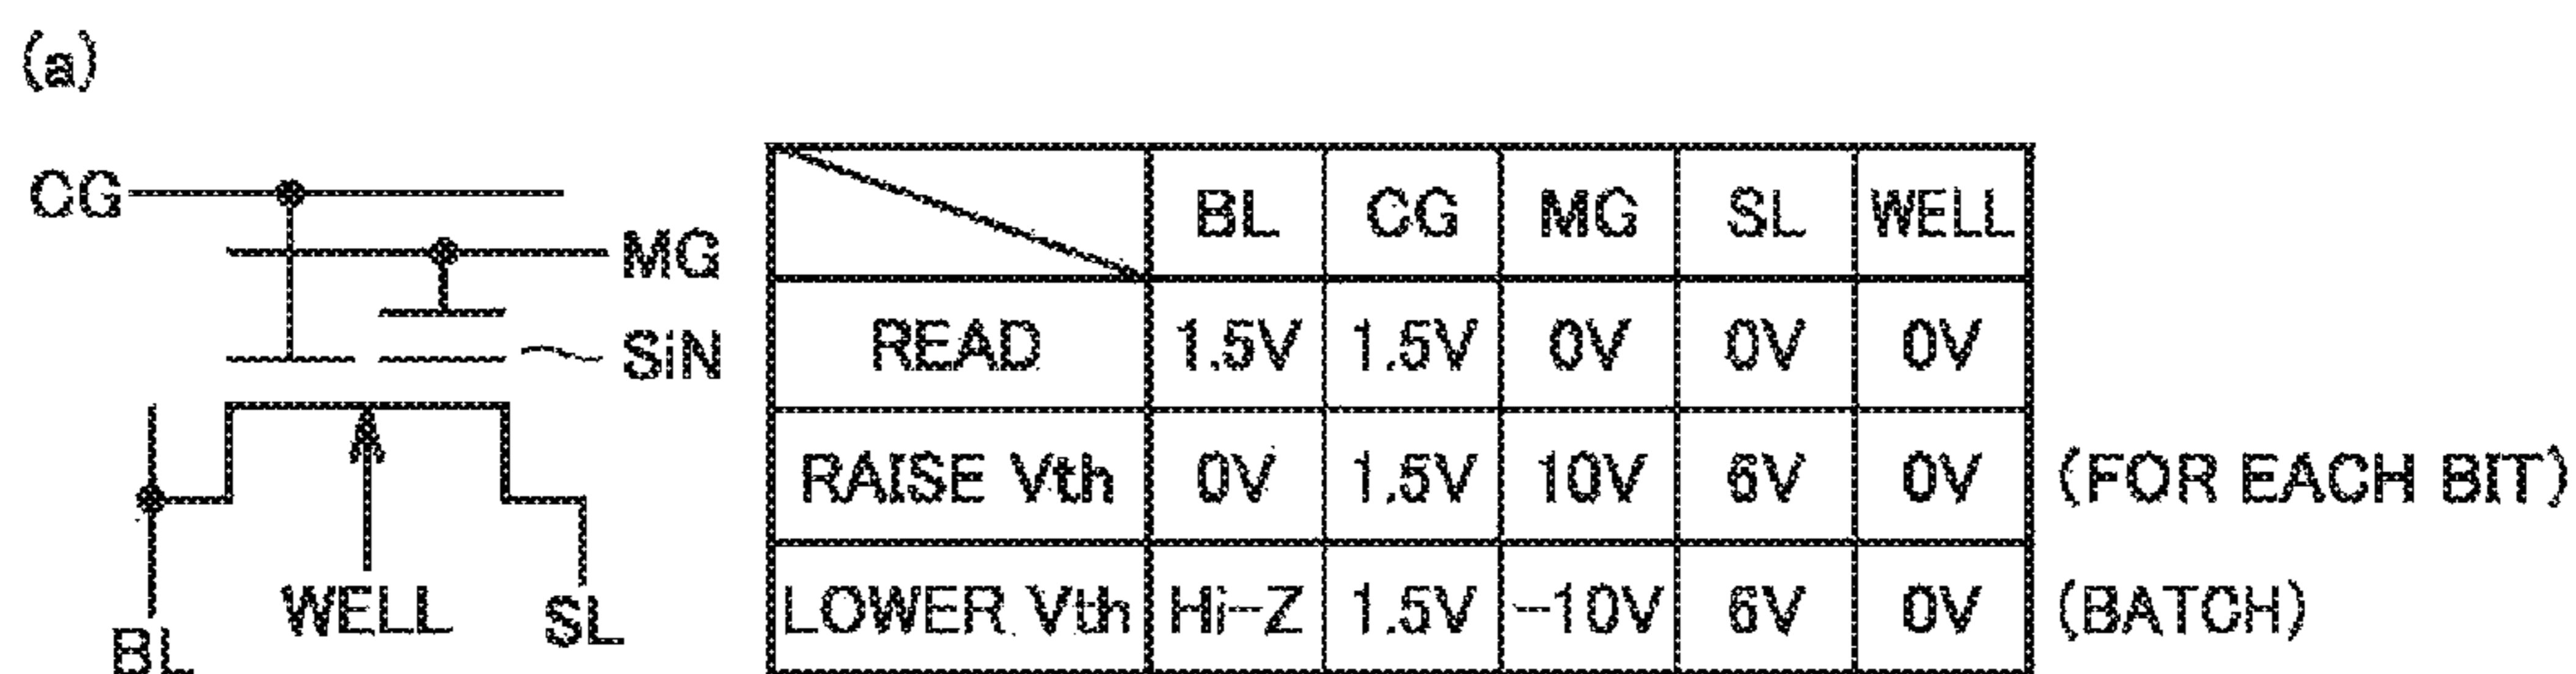 (a)
CG
MG
SiN
WELL
SL
BL
BL CG MG SL WELL
READ 1.5V 1.5V 0V 0V 0V
RAISE Vth 0V 1.5V 10V 6V 0V (FOR EACH BIT)
LOWER Vth Hi-Z 1.5V -10V 6V 0V (BATCH)